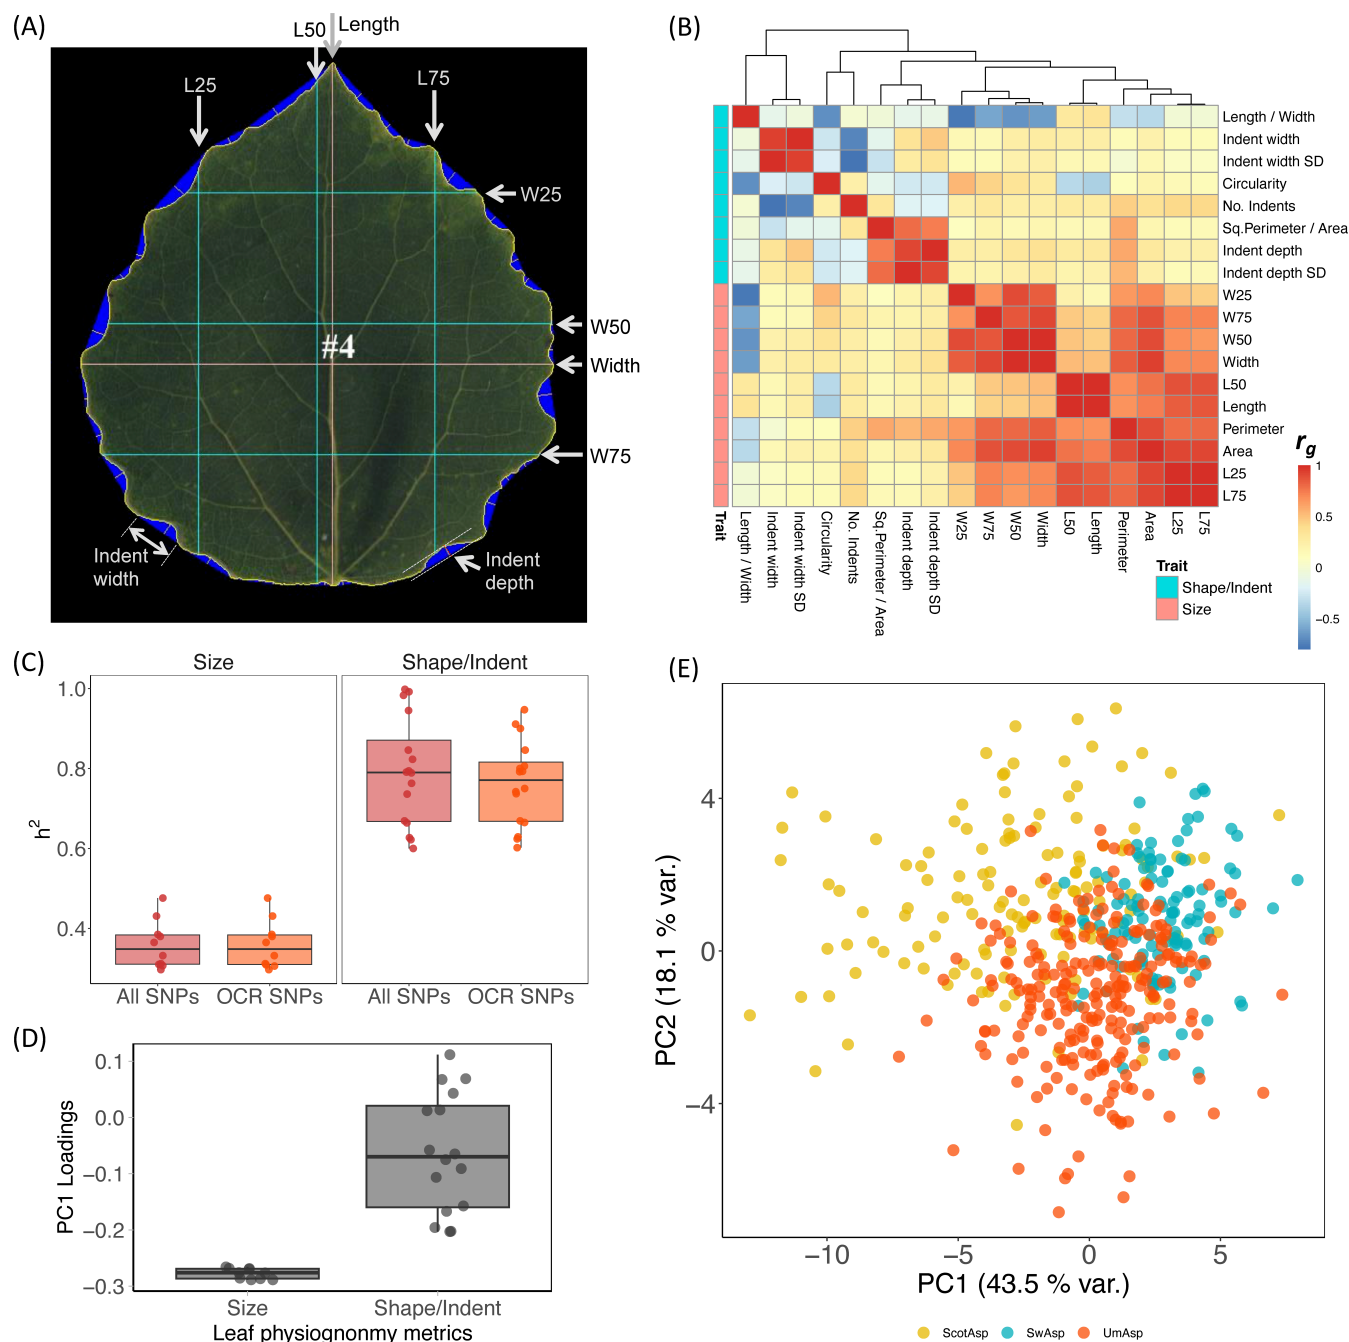 (A)
L50
Length
L25
L75
W25
W50
#4
Width
W75
Indent
width
Indent
depth
(B)
Length / Width
Indent width
Indent width SD
Circularity
No. Indents
Sq.Perimeter / Area
Indent depth
Indent depth SD
W25
W75
W50
Width
L50
Length
Perimeter
Area
L25
L75
Trait
Length / Width
Indent width
Indent width SD
Circularity
No. Indents
Sq.Perimeter / Area
Indent depth
Indent depth SD
W25
W75
W50
Width
L50
Length
Perimeter
Area
L25
L75
rg
1
0.5
0
−0.5
Trait
Shape/Indent
Size
(C)
Size
Shape/Indent
h2
1.0
0.8
0.6
0.4
All SNPs
OCR SNPs
All SNPs
OCR SNPs
(D)
PC1 Loadings
0.1
0.0
−0.1
−0.2
−0.3
Size
Shape/Indent
Leaf physiognonmy metrics
(E)
PC2 (18.1 % var.)
4
0
−4
−10
−5
0
5
PC1 (43.5 % var.)
ScotAsp
SwAsp
UmAsp